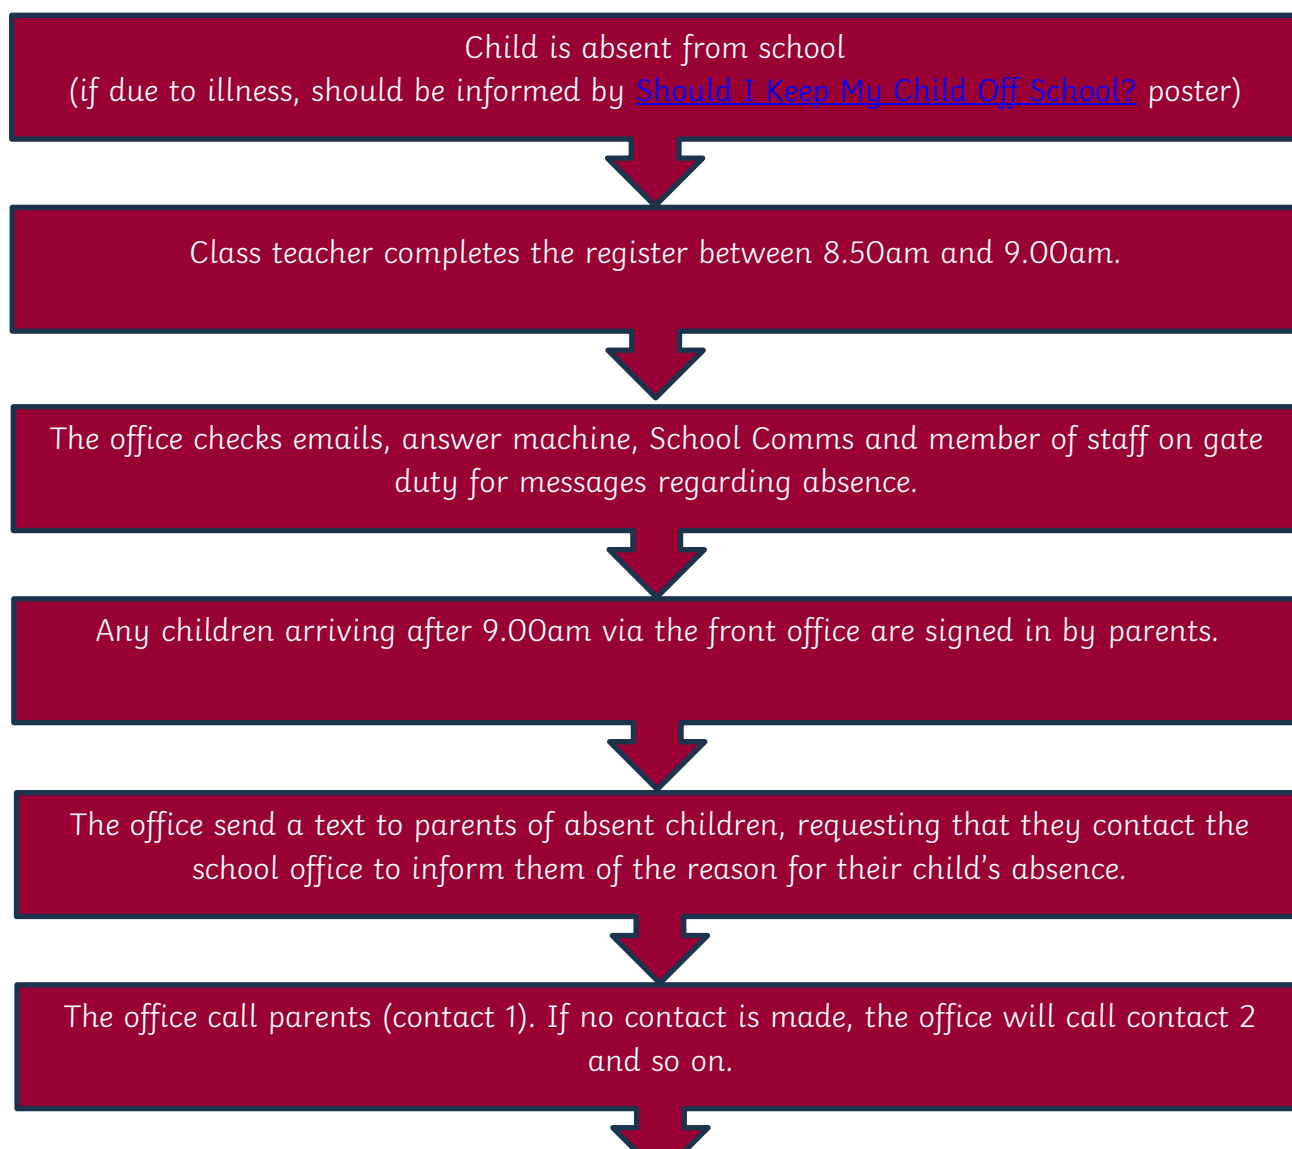 Child is absent from school
(if due to illness, should be informed by Should I Keep My Child Off School? poster)
Class teacher completes the register between 8.50am and 9.00am.
The office checks emails, answer machine, School Comms and member of staff on gate
duty for messages regarding absence.
Any children arriving after 9.00am via the front office are signed in by parents.
The office send a text to parents of absent children, requesting that they contact the
school office to inform them of the reason for their child’s absence.
The office call parents (contact 1). If no contact is made, the office will call contact 2
and so on.